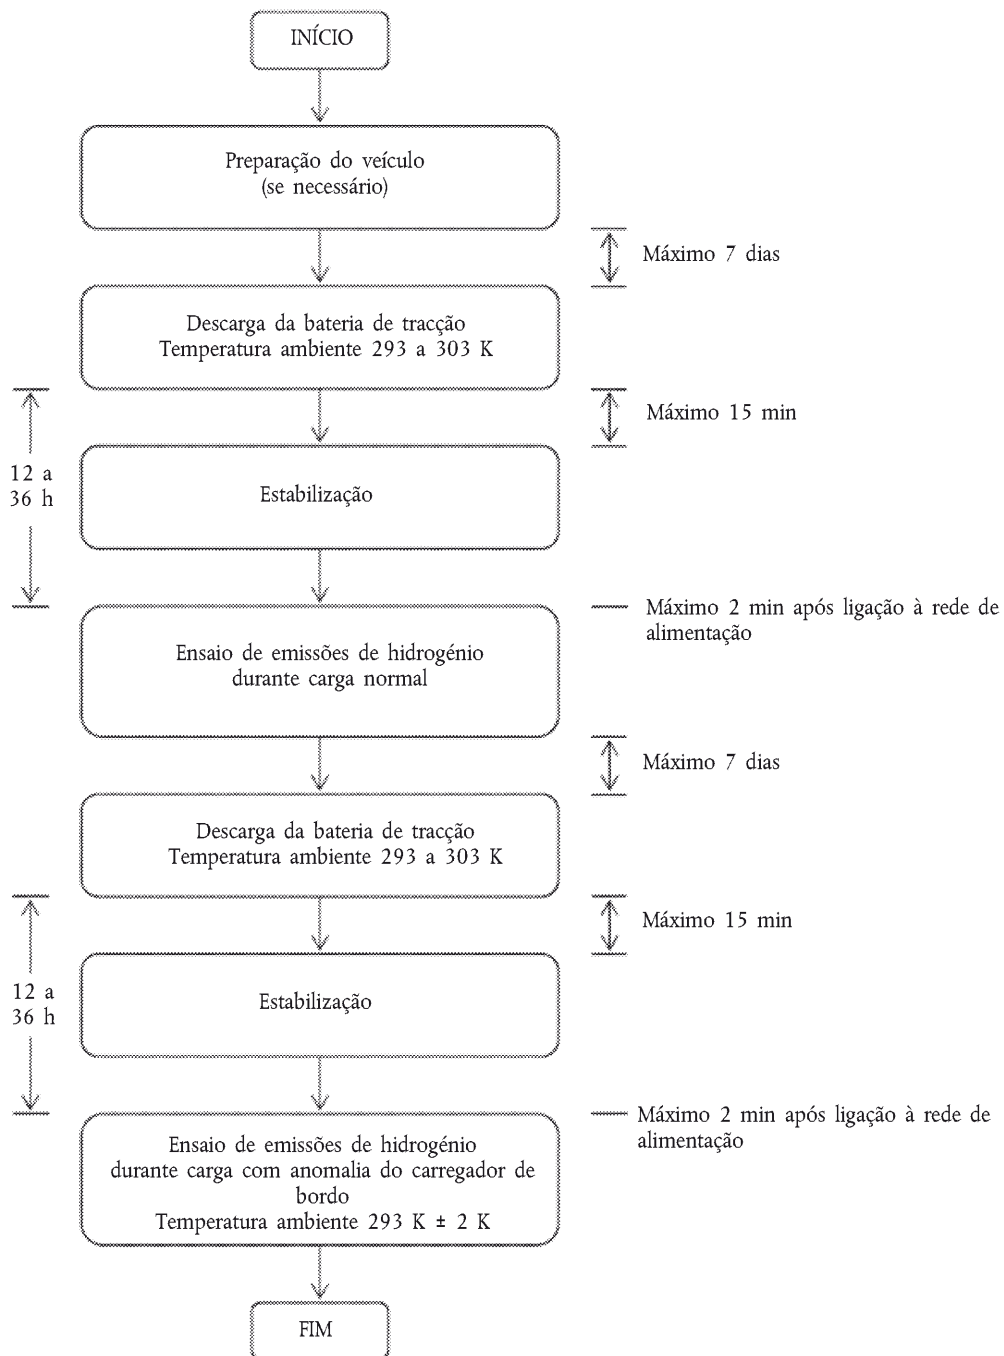 INÍCIO
Preparação do veículo
(se necessário)
Máximo 7 dias
Descarga da bateria de tracção
Temperatura ambiente 293 a 303 K
Máximo 15 min
12 a
36 h
Estabilização
Máximo 2 min após ligação à rede de
alimentação
Ensaio de emissões de hidrogénio
durante carga normal
Máximo 7 dias
Descarga da bateria de tracção
Temperatura ambiente 293 a 303 K
Máximo 15 min
12 a
36 h
Estabilização
Máximo 2 min após ligação à rede de
alimentação
Ensaio de emissões de hidrogénio
durante carga com anomalia do carregador de
bordo
Temperatura ambiente 293 K ± 2 K
FIM